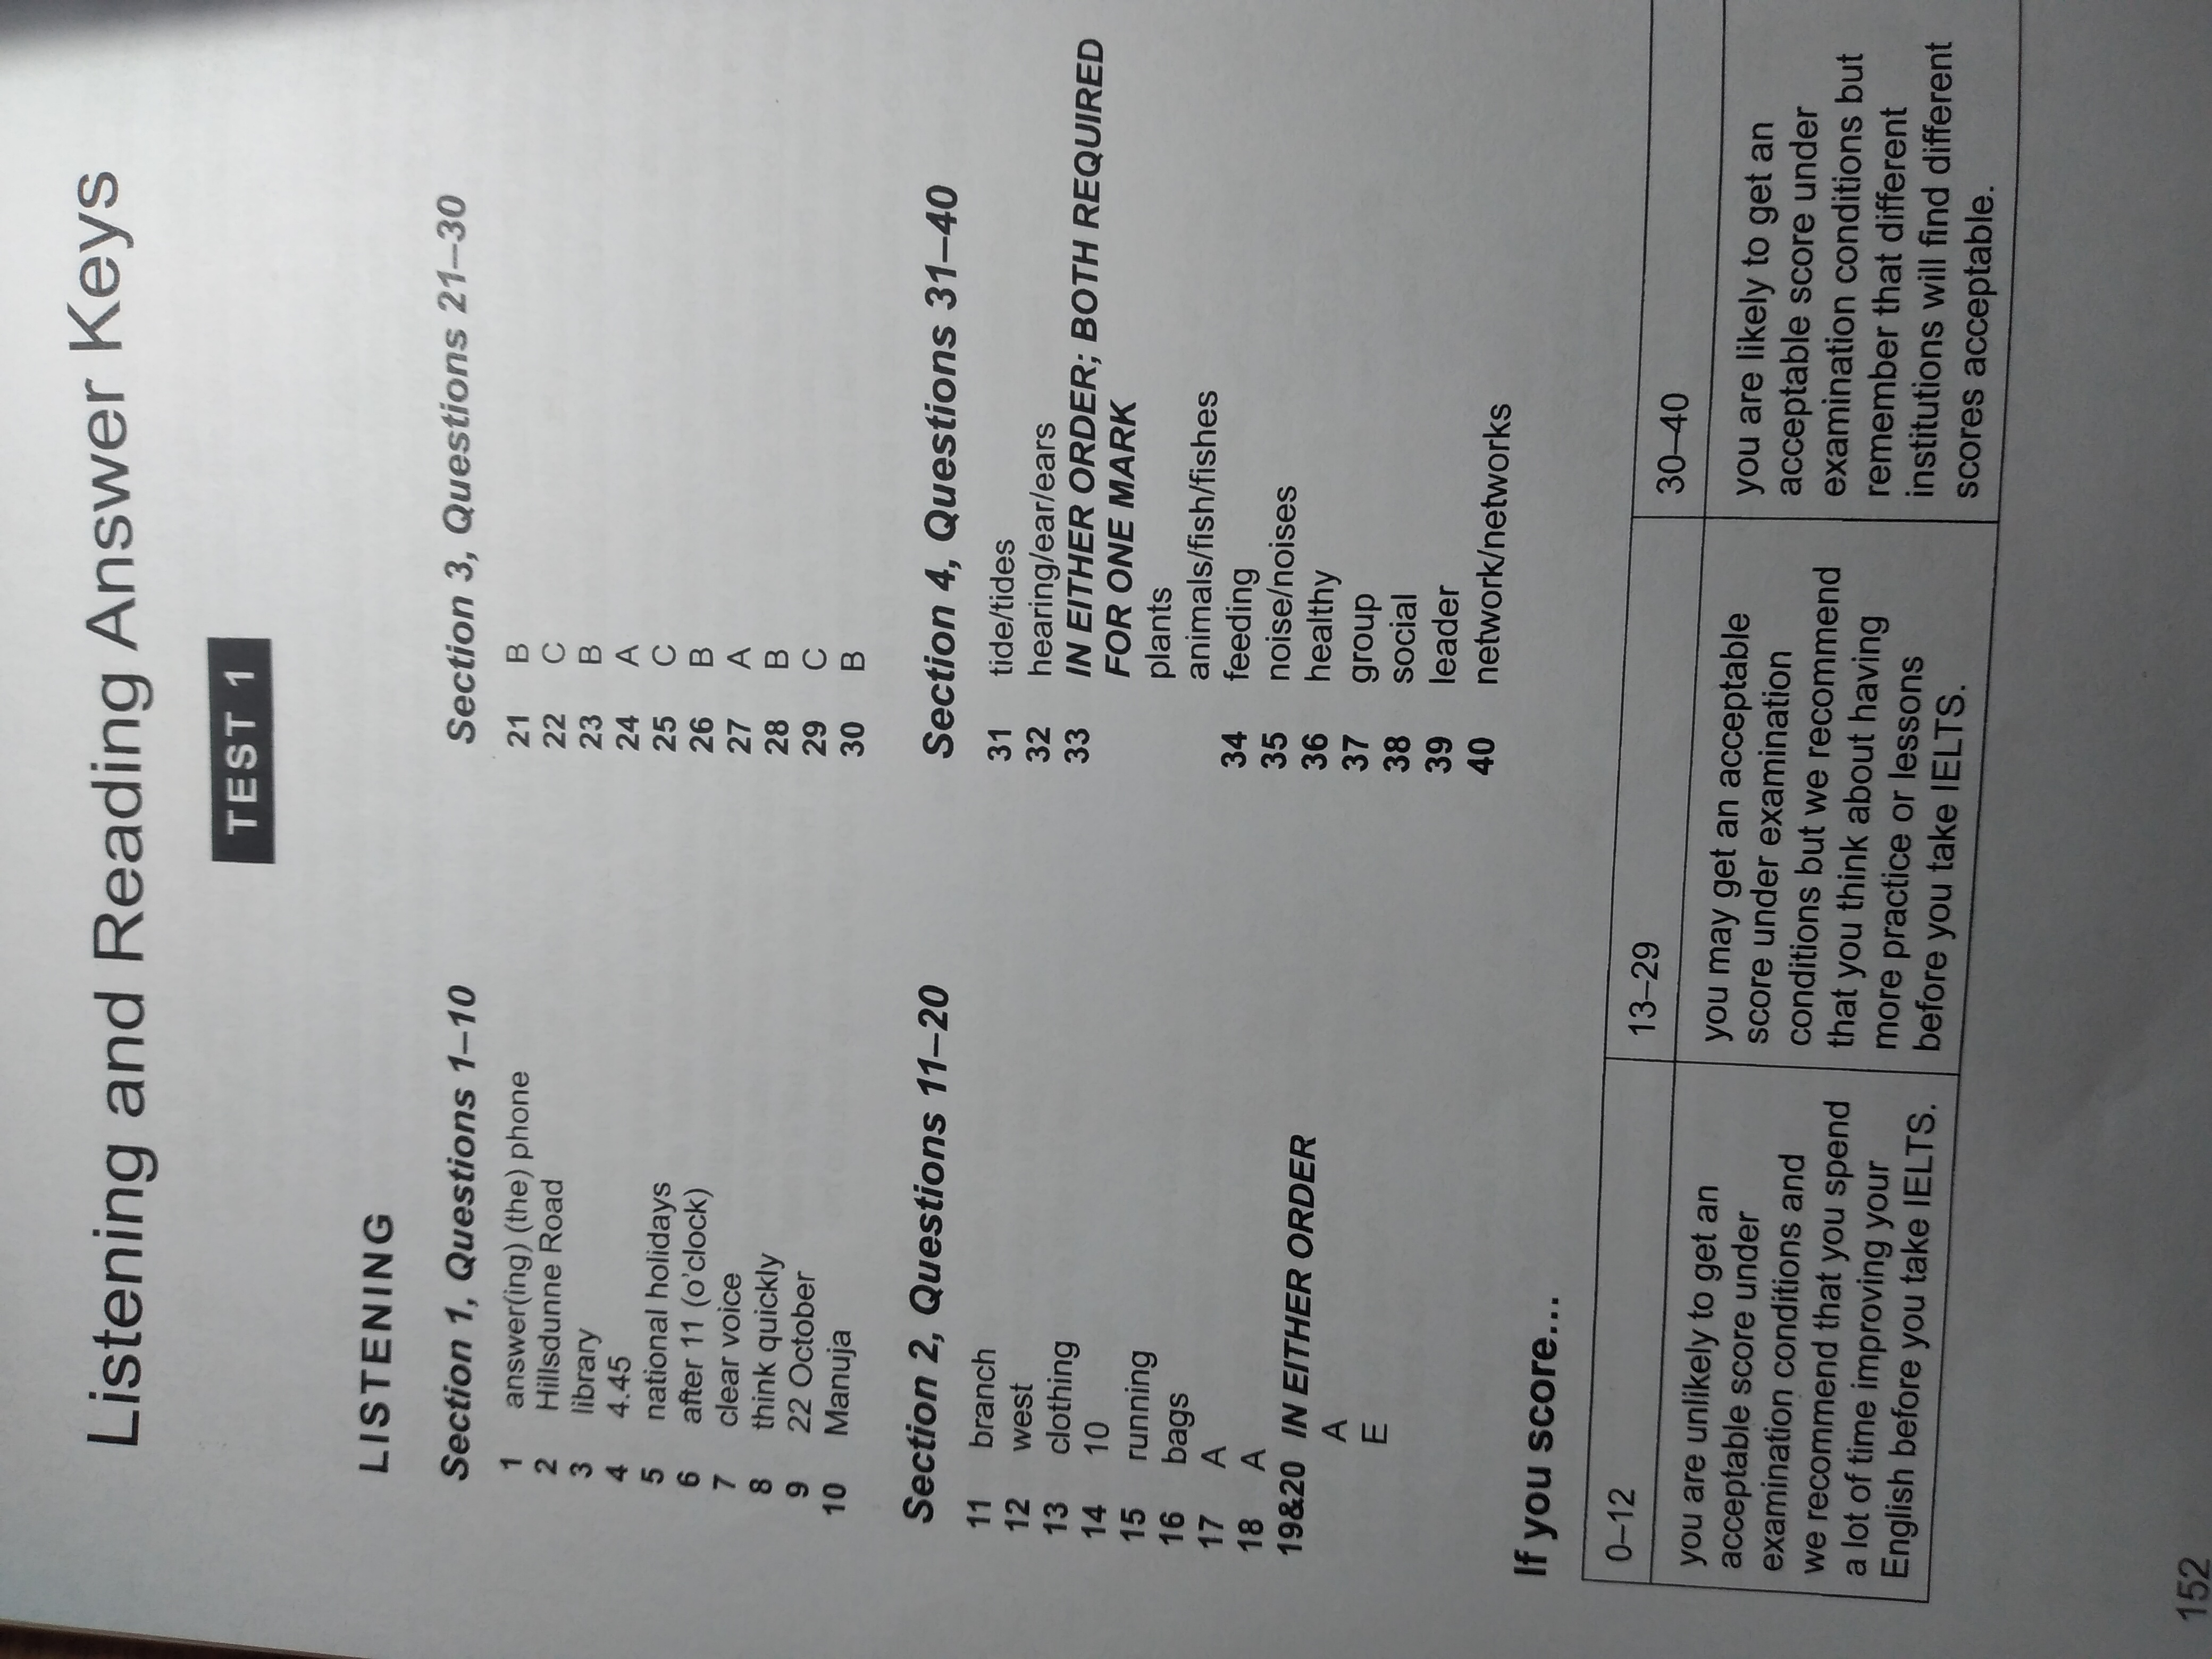 Listening and Reading Answer Keys
TEST 1
LISTENING
Section 1, Questions 1–10
1 answer(ing) (the) phone
2 Hillsdunne Road
3 library
4 4.45
5 national holidays
6 after 11 (o'clock)
7 clear voice
8 think quickly
9 22 October
10 Manuja
Section 2, Questions 11–20
11 branch
12 west
13 clothing
14 10
15 running
16 bags
17 A
18 A
19&20 IN EITHER ORDER
A
E
Section 3, Questions 21–30
21 B
22 C
23 B
24 A
25 C
26 B
27 A
28 B
29 C
30 B
Section 4, Questions 31–40
31 tide/tides
32 hearing/ear/ears
33 IN EITHER ORDER; BOTH REQUIRED
FOR ONE MARK
plants
animals/fish/fishes
34 feeding
35 noise/noises
36 healthy
37 group
38 social
39 leader
40 network/networks
If you score...
0–12
you are unlikely to get an
acceptable score under
examination conditions and
we recommend that you spend
a lot of time improving your
English before you take IELTS.
13–29
you may get an acceptable
score under examination
conditions but we recommend
that you think about having
more practice or lessons
before you take IELTS.
30–40
you are likely to get an
acceptable score under
examination conditions but
remember that different
institutions will find different
scores acceptable.
152